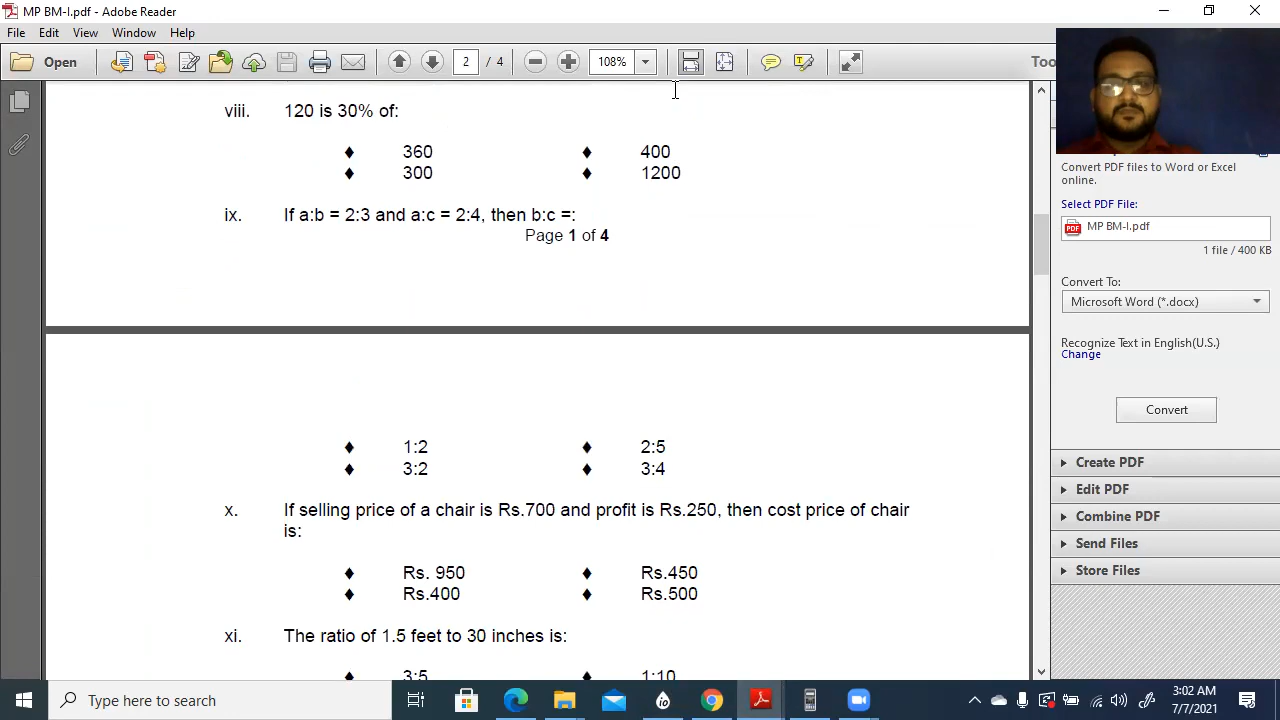 MP BM-I.pdf - Adobe Reader
File Edit View Window Help
Open 2 / 4 108% Too
viii. 120 is 30% of:
♦ 360 ♦ 400
♦ 300 ♦ 1200
ix. If a:b = 2:3 and a:c = 2:4, then b:c =:
Page 1 of 4
♦ 1:2 ♦ 2:5
♦ 3:2 ♦ 3:4
x. If selling price of a chair is Rs.700 and profit is Rs.250, then cost price of chair
is:
♦ Rs. 950 ♦ Rs.450
♦ Rs.400 ♦ Rs.500
xi. The ratio of 1.5 feet to 30 inches is:
♦ 3:5 ♦ 1:10
Convert PDF files to Word or Excel
online.
Select PDF File:
MP BM-I.pdf
1 file / 400 KB
Convert To:
Microsoft Word (*.docx)
Recognize Text in English(U.S.)
Change
Convert
Create PDF
Edit PDF
Combine PDF
Send Files
Store Files
Type here to search
3:02 AM
7/7/2021